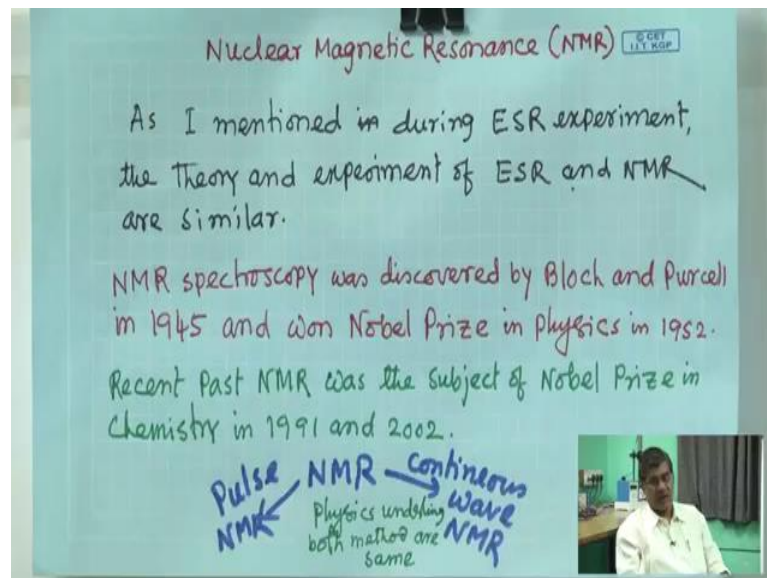 Nuclear Magnetic Resonance (NMR)
© CET
I.I.T. KGP
As I mentioned in during ESR experiment,
the Theory and expeoiment of ESR and NMR
are similar.
NMR spechoscopy was discovered by Bloch and Purcell
in 1945 and won Nobel Prize in physics in 1952.
Recent Past NMR was the subject of Nobel Prize in
Chemistry in 1991 and 2002.
Pulse NMR
NMR
Contineous wave NMR
Physics underling
both method are
same